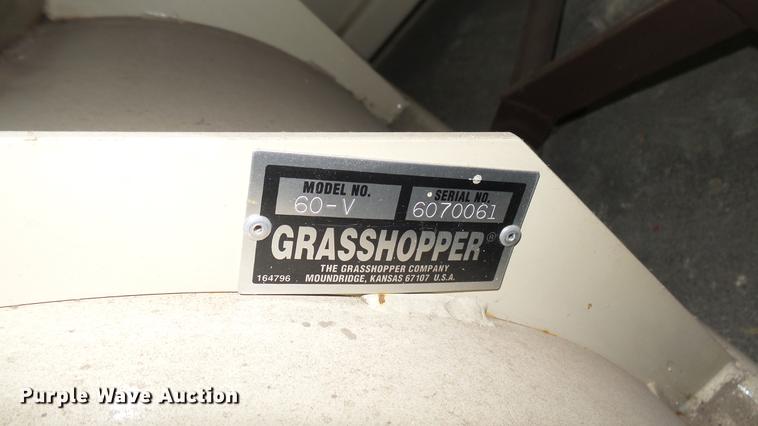 MODEL NO.
60-V
SERIAL NO.
6070061
GRASSHOPPER®
THE GRASSHOPPER COMPANY
164796
MOUNDRIDGE, KANSAS 67107 U.S.A.
Purple Wave Auction